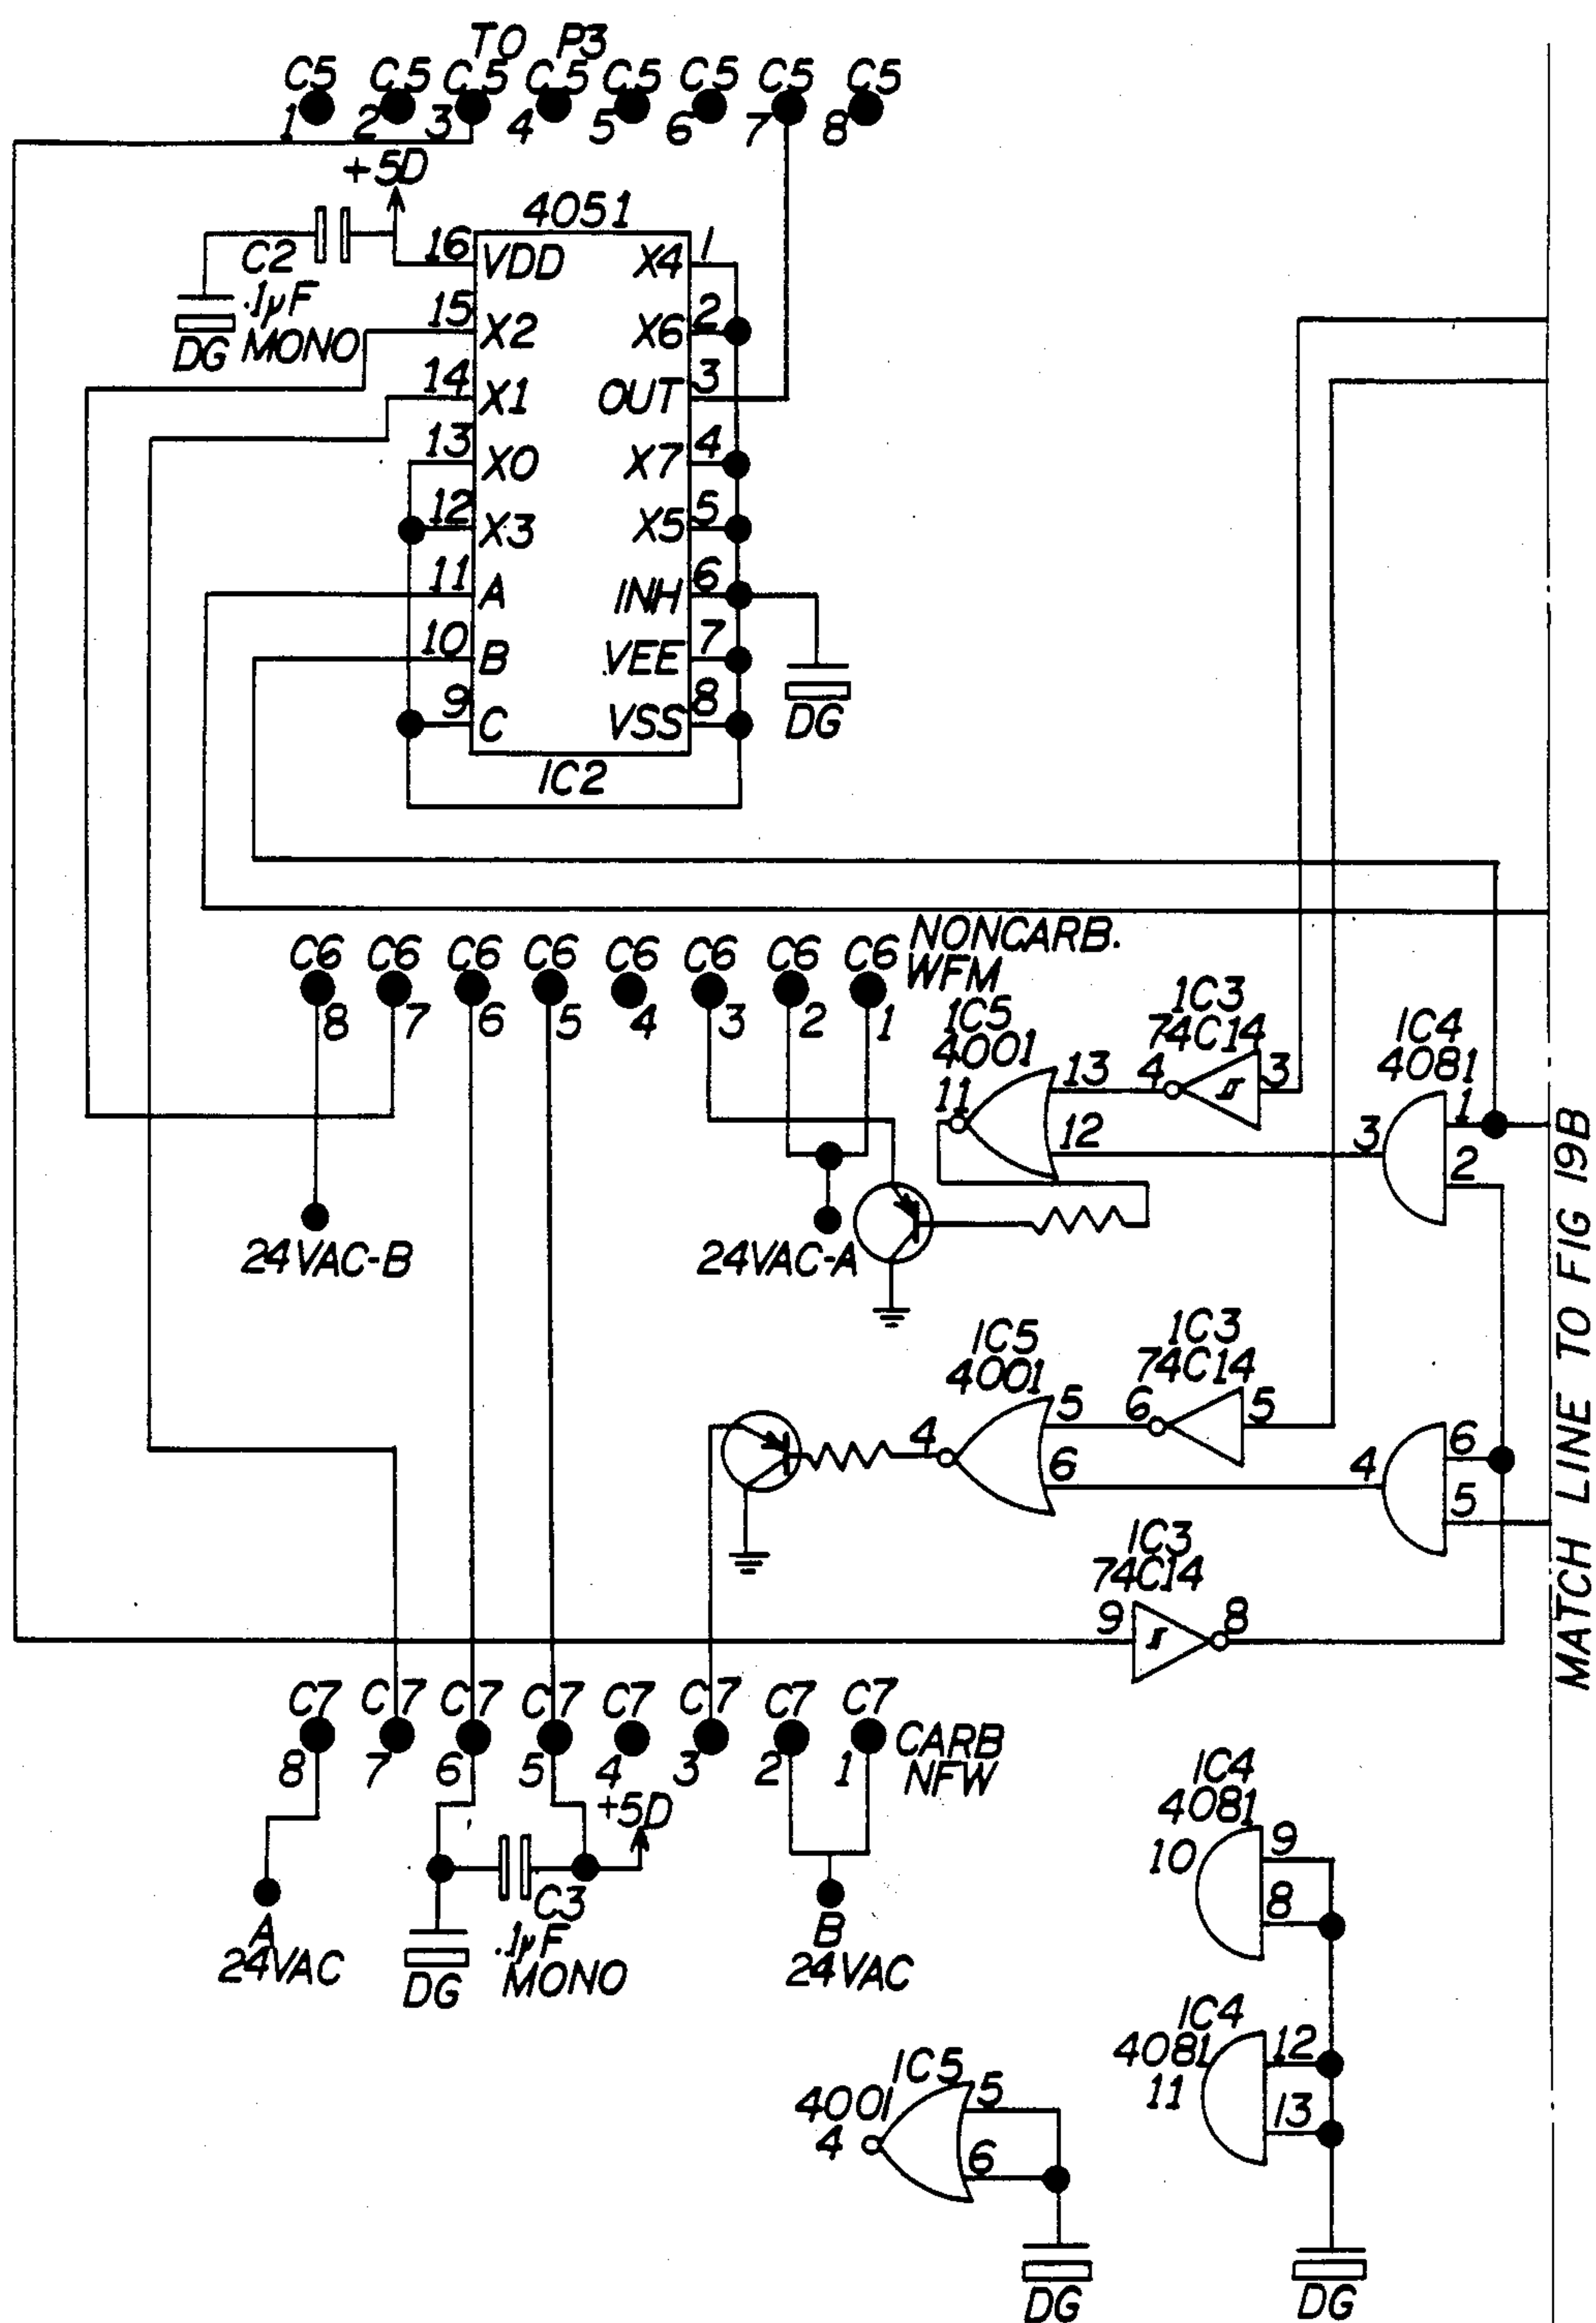 TO P3
C5 C5 C5 C5 C5 C5 C5 C5
1 2 3 4 5 6 7 8
+5D
4051
C2
.1µF
MONO
DG
16 VDD X4 1
15 X2 X6 2
14 X1 OUT 3
13 X0 X7 4
12 X3 X5 5
11 A INH 6
10 B VEE 7
9 C VSS 8
DG
IC2
C6 C6 C6 C6 C6 C6 C6 C6
8 7 6 5 4 3 2 1
NONCARB.
WFM
IC5
4001
11
13
12
IC3
74C14
4
3
IC4
4081
3
1
2
24VAC-B
24VAC-A
IC5
4001
4
5
6
IC3
74C14
6
5
4
6
5
IC3
74C14
9
8
MATCH LINE TO FIG 19B
C7 C7 C7 C7 C7 C7 C7 C7
8 7 6 5 4 3 2 1
CARB
NFW
+5D
C3
.1µF
MONO
DG
A
24VAC
B
24VAC
IC4
4081
10
9
8
IC4
4081
11
12
13
DG
IC5
4001
4
5
6
DG